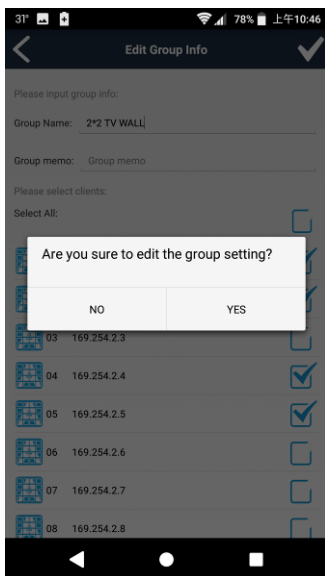 31° 78% 上午10:46
Edit Group Info
Please input group info:
Group Name: 2*2 TV WALL
Group memo: Group memo
Please select clients:
Select All:
Are you sure to edit the group setting?
NO YES
03 169.254.2.3
04 169.254.2.4
05 169.254.2.5
06 169.254.2.6
07 169.254.2.7
08 169.254.2.8